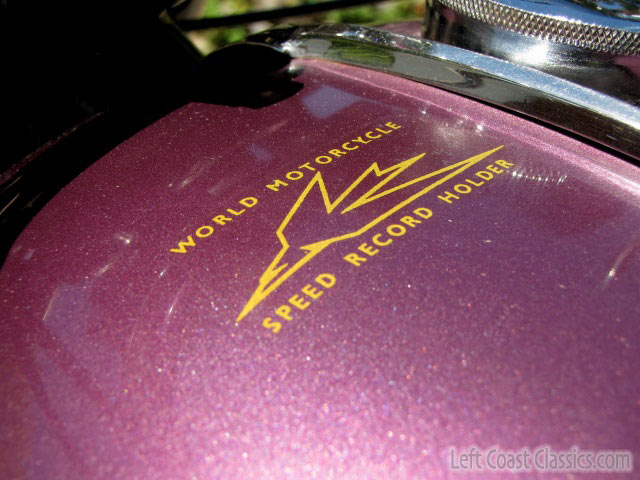 WORLD MOTORCYCLE
SPEED RECORD HOLDER
Left Coast Classics.com